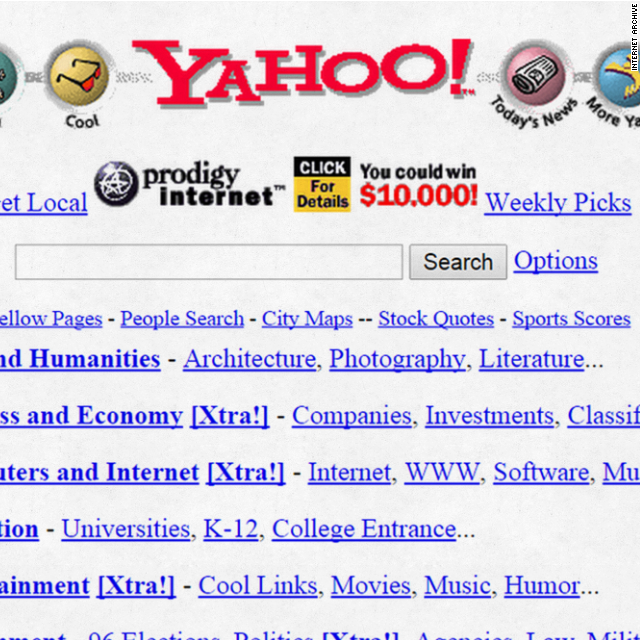 INTERNET ARCHIVE
YAHOO!™
Cool
Today's News
More Ya
et Local
prodigy internet™
CLICK For Details
You could win $10,000!
Weekly Picks
Search Options
ellow Pages - People Search - City Maps -- Stock Quotes - Sports Scores
nd Humanities - Architecture, Photography, Literature...
ss and Economy [Xtra!] - Companies, Investments, Classif
uters and Internet [Xtra!] - Internet, WWW, Software, Mu
tion - Universities, K-12, College Entrance...
ainment [Xtra!] - Cool Links, Movies, Music, Humor...
nment - 96 Elections, Politics [Xtra!], Agencies, Law, Milit